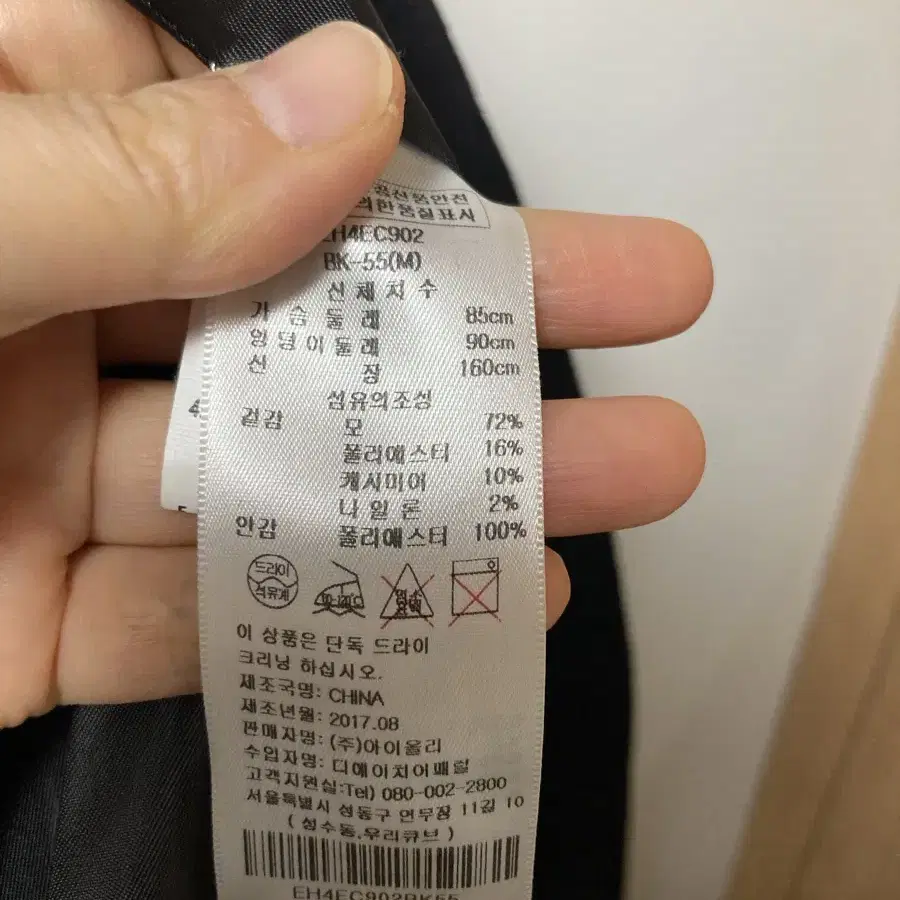 공산품안전
의한품질표시
EH4EC902
BK-55(M)
신체치수
가슴둘레 85cm
엉덩이둘레 90cm
신장 160cm
섬유의조성
겉감 모 72%
폴리에스터 16%
캐시미어 10%
나일론 2%
안감 폴리에스터 100%
드라이
석유계
이 상품은 단독 드라이
크리닝 하십시오.
제조국명: CHINA
제조년월: 2017.08
판매자명: (주)아이올리
수입자명: 디에이치어패럴
고객지원실:Tel) 080-002-2800
서울특별시 성동구 연무장 11길 10
( 성수동,우리큐브 )
EH4EC902BK55